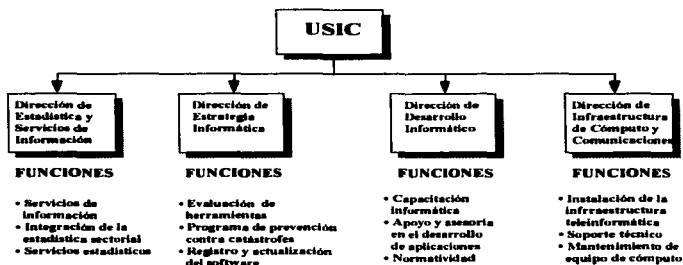 USIC
Dirección de
Estadística y
Servicios de
Información
Dirección de
Estrategia
Informática
Dirección de
Desarrollo
Informático
Dirección de
Infraestructura
de Cómputo y
Comunicaciones
FUNCIONES
• Servicios de
información
• Integración de la
estadística sectorial
• Servicios estadísticos
FUNCIONES
• Evaluación de
herramientas
• Programa de prevención
contra catástrofes
• Registro y actualización
del software
FUNCIONES
• Capacitación
informática
• Apoyo y asesoría
en el desarrollo
de aplicaciones
• Normatividad
FUNCIONES
• Instalación de la
infraestructura
teleinformática
• Soporte técnico
• Mantenimiento de
equipo de cómputo